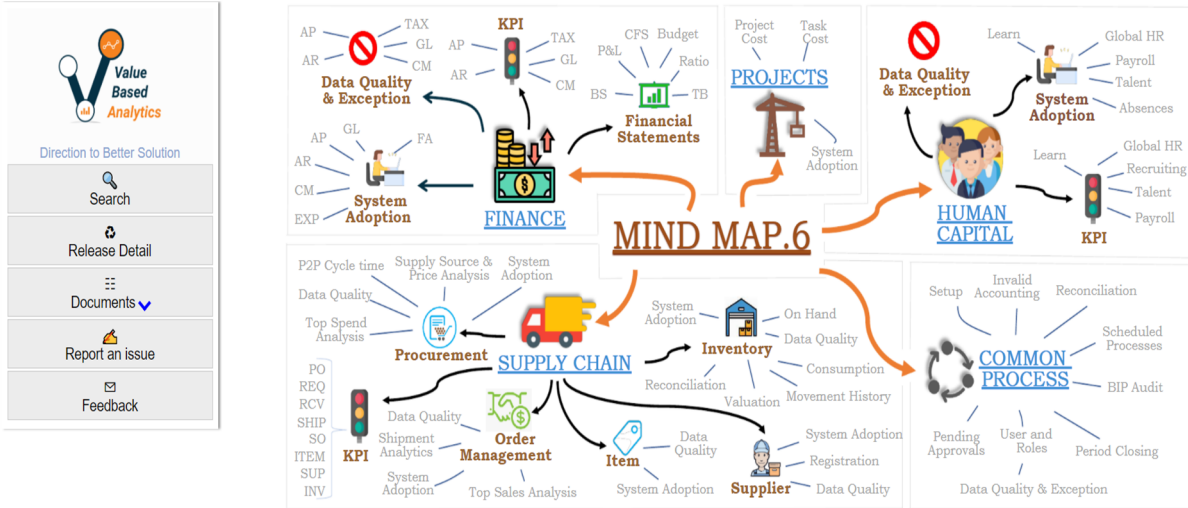 Value
Based
Analytics
Direction to Better Solution
Search
Release Detail
Documents
Report an issue
Feedback
AP
TAX
GL
AR
CM
Data Quality
& Exception
KPI
AP
TAX
GL
AR
CM
CFS
Budget
P&L
Ratio
BS
TB
Financial
Statements
GL
AP
FA
AR
CM
EXP
System
Adoption
FINANCE
Project
Cost
Task
Cost
PROJECTS
System
Adoption
Data Quality
& Exception
Learn
Global HR
Payroll
Talent
Absences
System
Adoption
Learn
Global HR
Recruiting
Talent
Payroll
KPI
HUMAN
CAPITAL
MIND MAP.6
P2P Cycle time
Supply Source &
Price Analysis
System
Adoption
Data Quality
Top Spend
Analysis
Procurement
SUPPLY CHAIN
System
Adoption
On Hand
Data Quality
Inventory
Consumption
Reconciliation
Valuation
Movement History
PO
REQ
RCV
SHIP
SO
ITEM
SUP
INV
KPI
Data Quality
Shipment
Analytics
Order
Management
System
Adoption
Top Sales Analysis
Item
Data
Quality
System Adoption
Supplier
System Adoption
Registration
Data Quality
Setup
Invalid
Accounting
Reconciliation
Scheduled
Processes
COMMON
PROCESS
BIP Audit
Pending
Approvals
User and
Roles
Period Closing
Data Quality & Exception